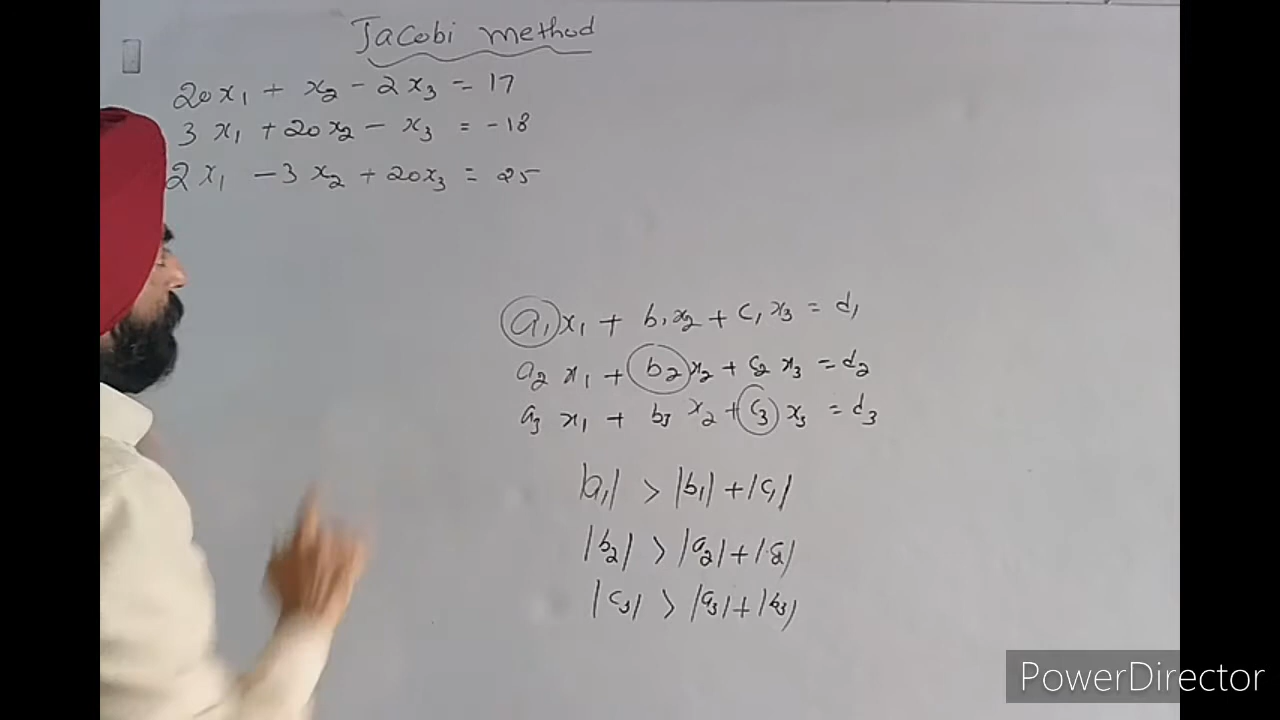 Jacobi method
20x₁ + x₂ - 2x₃ = 17
3x₁ + 20x₂ - x₃ = -18
2x₁ - 3x₂ + 20x₃ = 25
a₁x₁ + b₁x₂ + c₁x₃ = d₁
a₂x₁ + b₂x₂ + c₂x₃ = d₂
a₃x₁ + b₃x₂ + c₃x₃ = d₃
|a₁| > |b₁| + |c₁|
|b₂| > |a₂| + |c₂|
|c₃| > |a₃| + |b₃|
PowerDirector